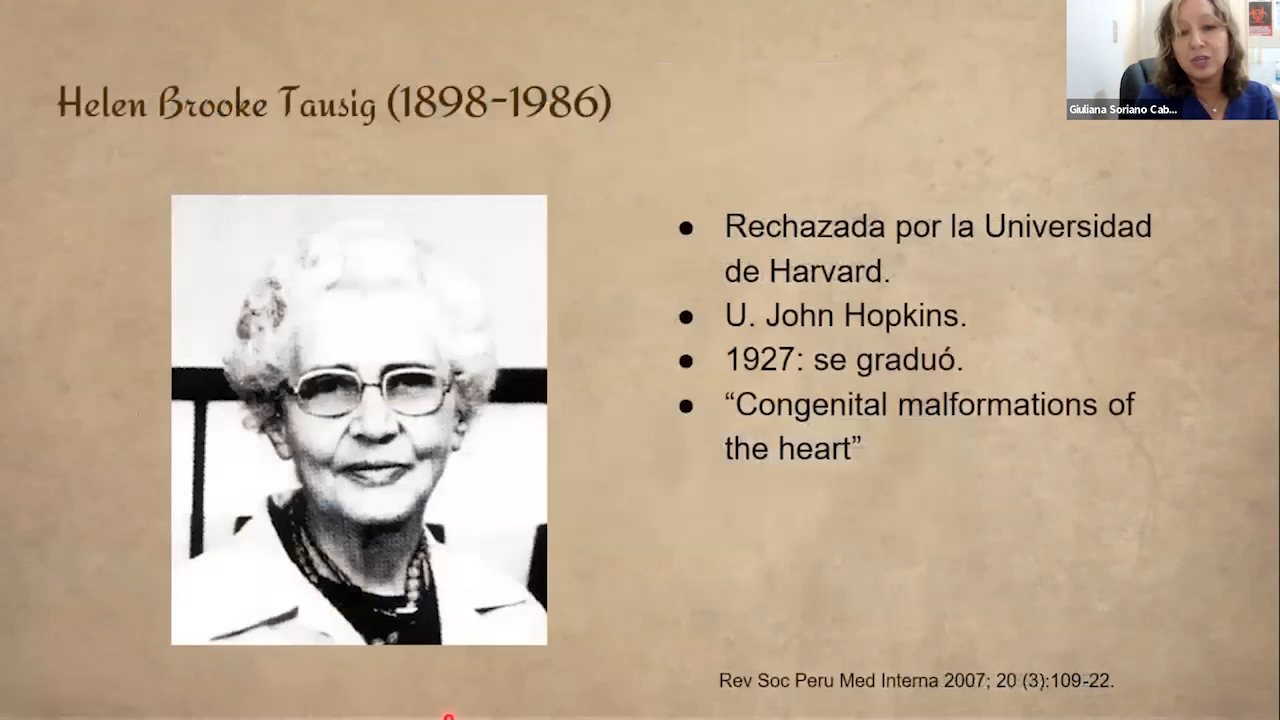 Helen Brooke Tausig (1898-1986)
Giuliana Soriano Cab...
● Rechazada por la Universidad
de Harvard.
● U. John Hopkins.
● 1927: se graduó.
● “Congenital malformations of
the heart”
Rev Soc Peru Med Interna 2007; 20 (3):109-22.